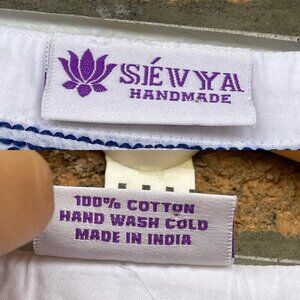 SÉVYA
HANDMADE
100% COTTON
HAND WASH COLD
MADE IN INDIA